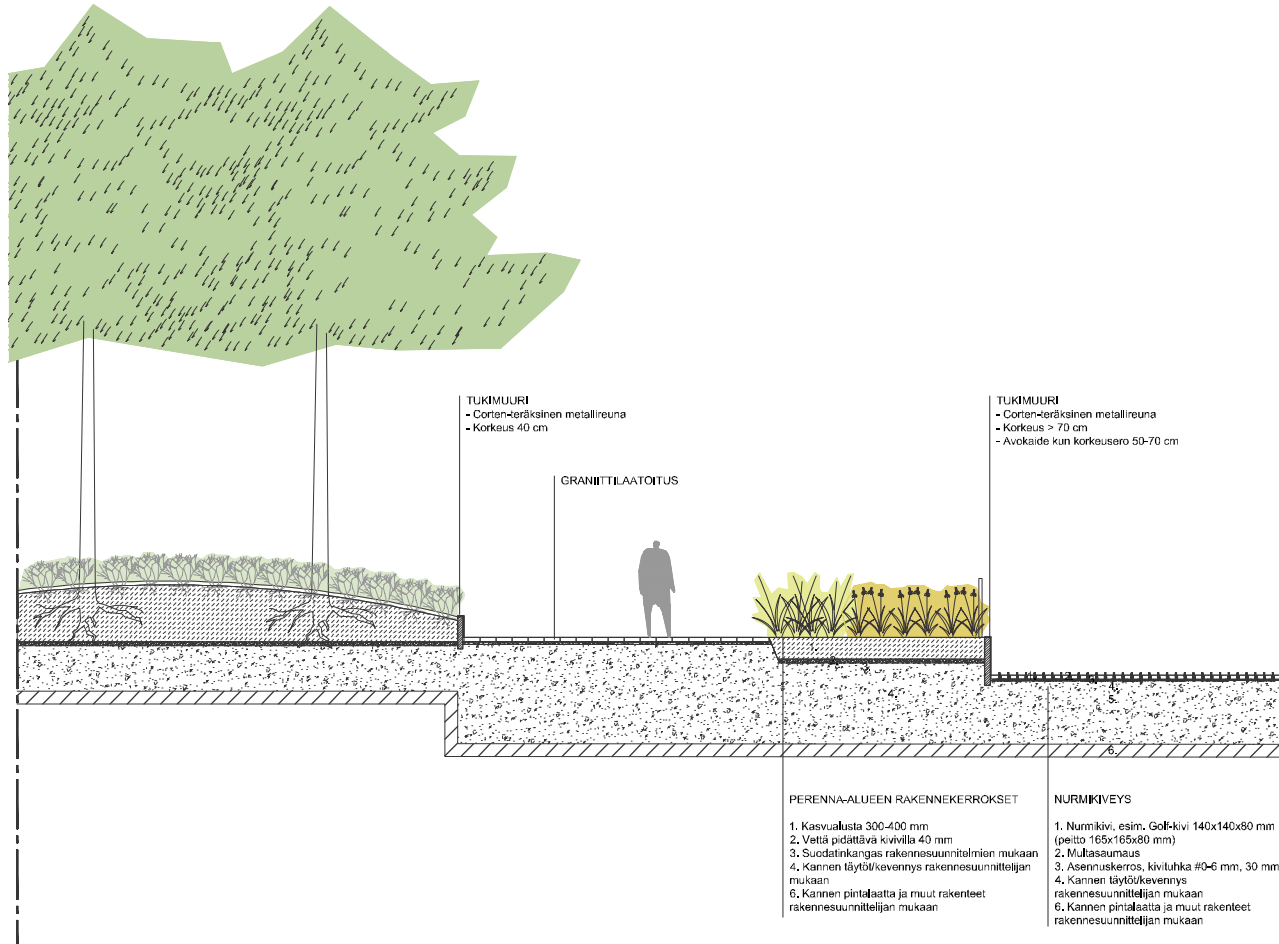 TUKIMUURI
- Corten-teräksinen metallireuna
- Korkeus 40 cm
TUKIMUURI
- Corten-teräksinen metallireuna
- Korkeus > 70 cm
- Avokaide kun korkeusero 50-70 cm
GRANIITTILAATOITUS
5.
6.
PERENNA-ALUEEN RAKENNEKERROKSET
1. Kasvualusta 300-400 mm
2. Vettä pidättävä kivivilla 40 mm
3. Suodatinkangas rakennesuunnitelmien mukaan
4. Kannen täytöt/kevennys rakennesuunnittelijan
mukaan
6. Kannen pintalaatta ja muut rakenteet
rakennesuunnittelijan mukaan
NURMIKIVEYS
1. Nurmikivi, esim. Golf-kivi 140x140x80 mm
(peitto 165x165x80 mm)
2. Multasaumaus
3. Asennuskerros, kivituhka #0-6 mm, 30 mm
4. Kannen täytöt/kevennys
rakennesuunnittelijan mukaan
6. Kannen pintalaatta ja muut rakenteet
rakennesuunnittelijan mukaan